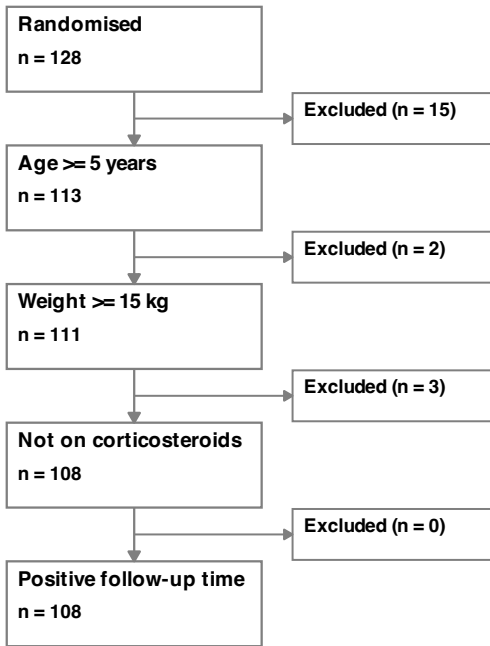 Randomised
n = 128
Excluded (n = 15)
Age >= 5 years
n = 113
Excluded (n = 2)
Weight >= 15 kg
n = 111
Excluded (n = 3)
Not on corticosteroids
n = 108
Excluded (n = 0)
Positive follow-up time
n = 108